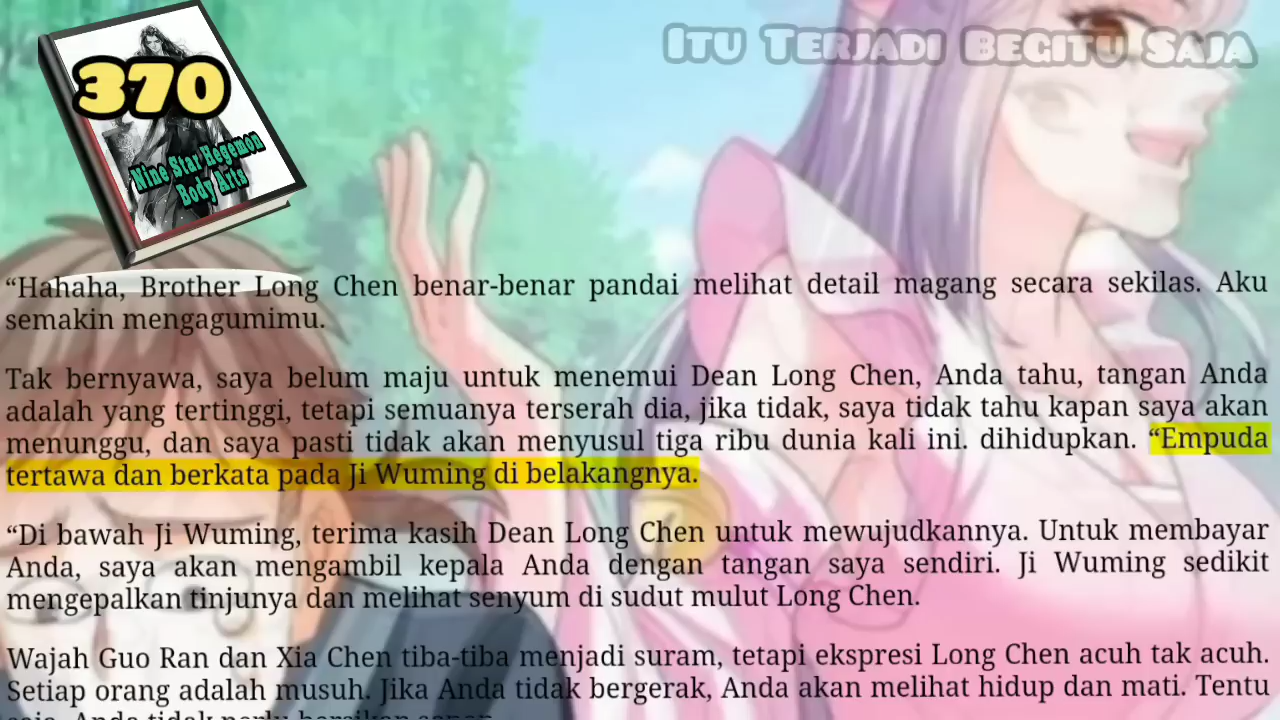 Itu Terjadi Begitu Saja
370
Nine Star Hegemon
Body Arts
“Hahaha, Brother Long Chen benar-benar pandai melihat detail magang secara sekilas. Aku
semakin mengagumimu.
Tak bernyawa, saya belum maju untuk menemui Dean Long Chen, Anda tahu, tangan Anda
adalah yang tertinggi, tetapi semuanya terserah dia, jika tidak, saya tidak tahu kapan saya akan
menunggu, dan saya pasti tidak akan menyusul tiga ribu dunia kali ini. dihidupkan. “Empuda
tertawa dan berkata pada Ji Wuming di belakangnya.
“Di bawah Ji Wuming, terima kasih Dean Long Chen untuk mewujudkannya. Untuk membayar
Anda, saya akan mengambil kepala Anda dengan tangan saya sendiri. Ji Wuming sedikit
mengepalkan tinjunya dan melihat senyum di sudut mulut Long Chen.
Wajah Guo Ran dan Xia Chen tiba-tiba menjadi suram, tetapi ekspresi Long Chen acuh tak acuh.
Setiap orang adalah musuh. Jika Anda tidak bergerak, Anda akan melihat hidup dan mati. Tentu